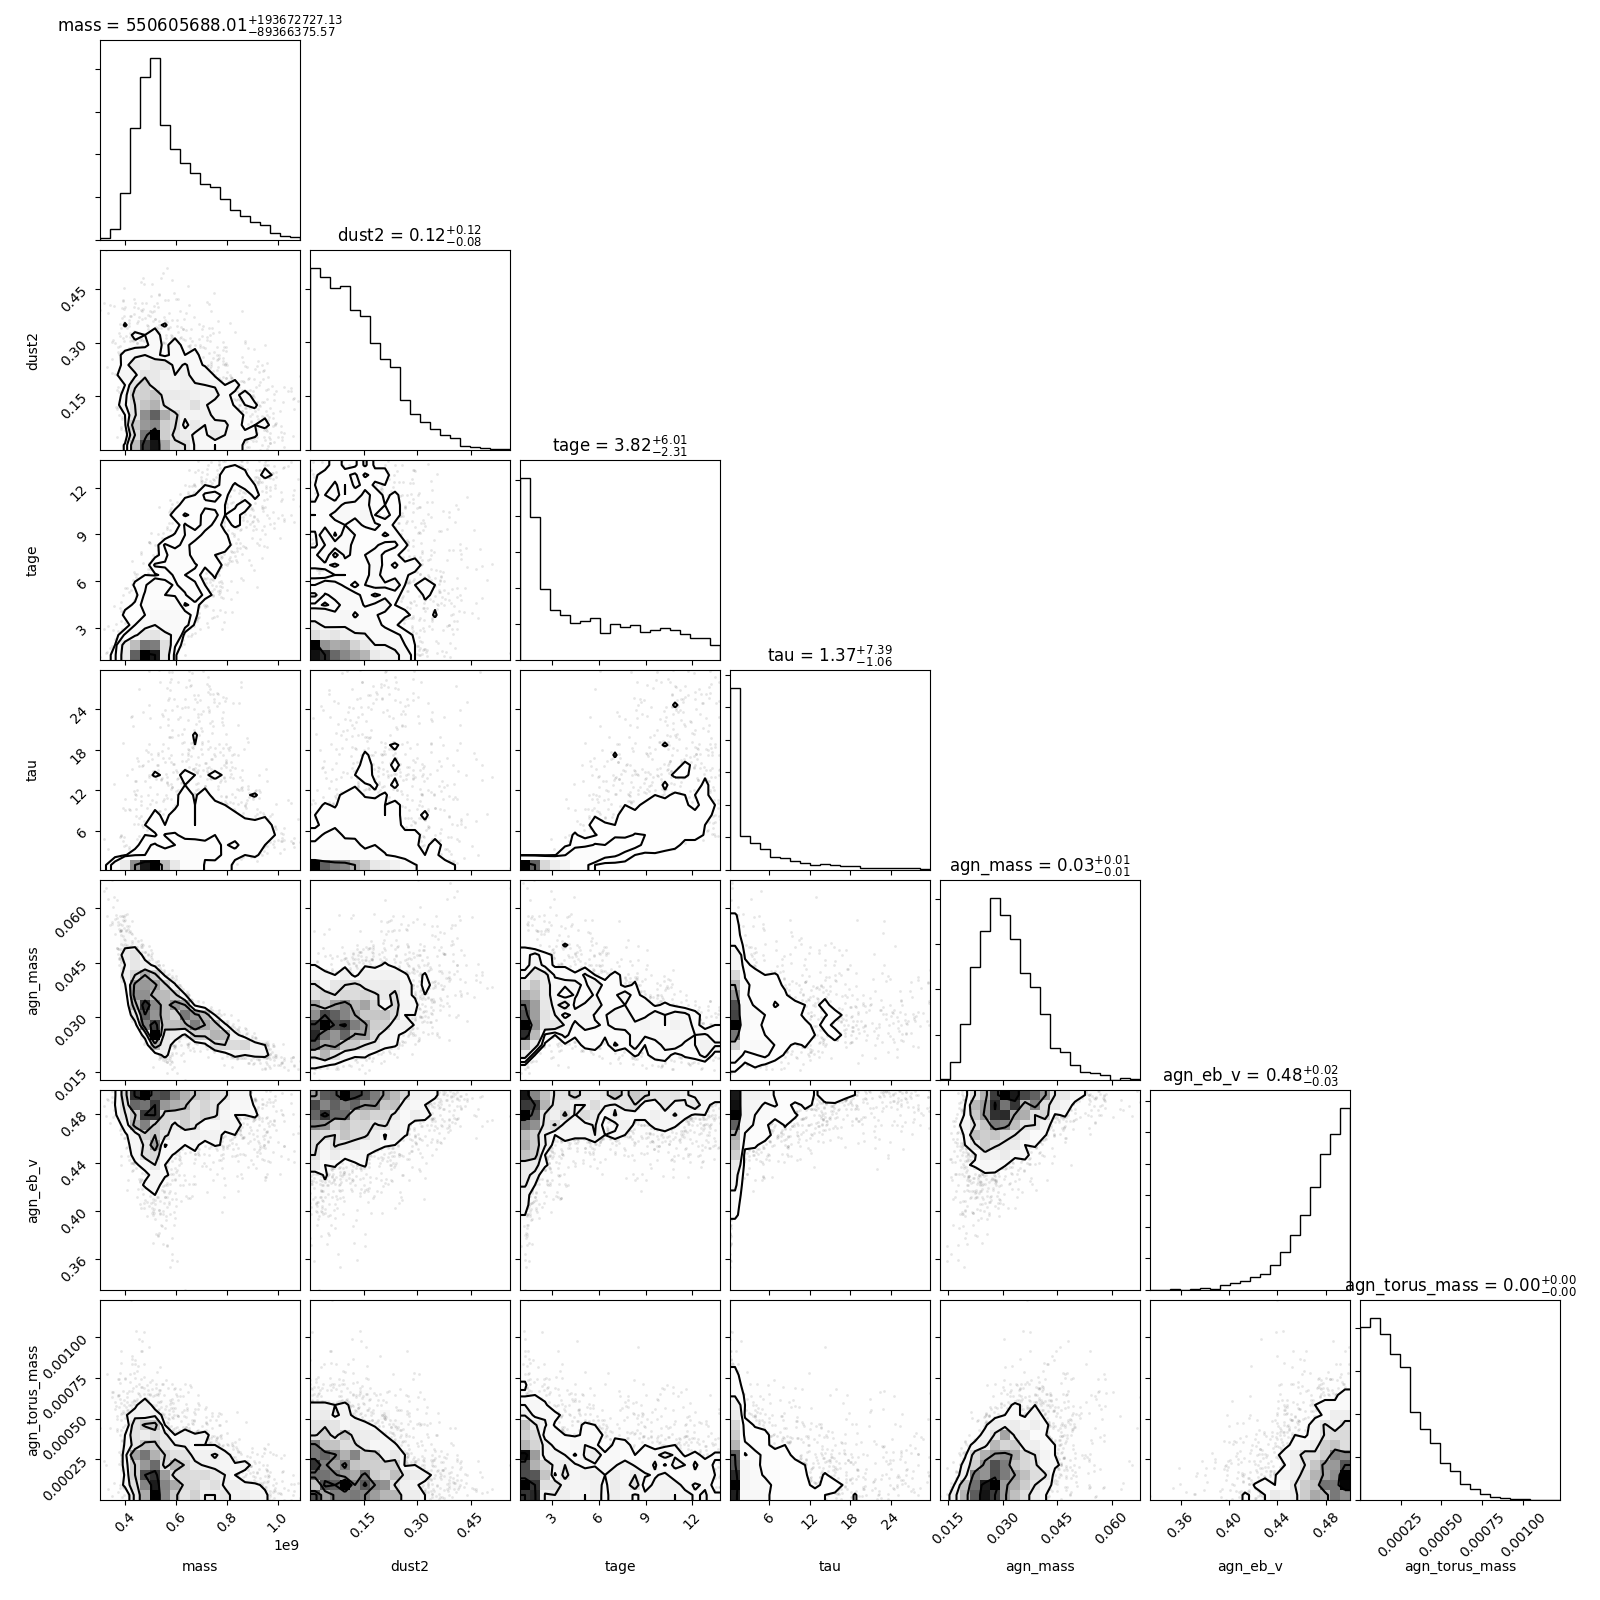 mass = 550605688.01+193672727.13−89366375.57
dust2 = 0.12+0.12−0.08
0.45
0.30
0.15
dust2
tage = 3.82+6.01−2.31
12
9
6
3
tage
tau = 1.37+7.39−1.06
24
18
12
6
tau
agn_mass = 0.03+0.01−0.01
0.060
0.045
0.030
0.015
agn_mass
agn_eb_v = 0.48+0.02−0.03
0.48
0.44
0.40
0.36
agn_eb_v
agn_torus_mass = 0.00+0.00−0.00
0.00100
0.00075
0.00050
0.00025
agn_torus_mass
0.4 0.6 0.8 1.0
1e9
0.15 0.30 0.45
3 6 9 12
6 12 18 24
0.015 0.030 0.045 0.060
0.36 0.40 0.44 0.48
0.00025 0.00050 0.00075 0.00100
mass dust2 tage tau agn_mass agn_eb_v agn_torus_mass